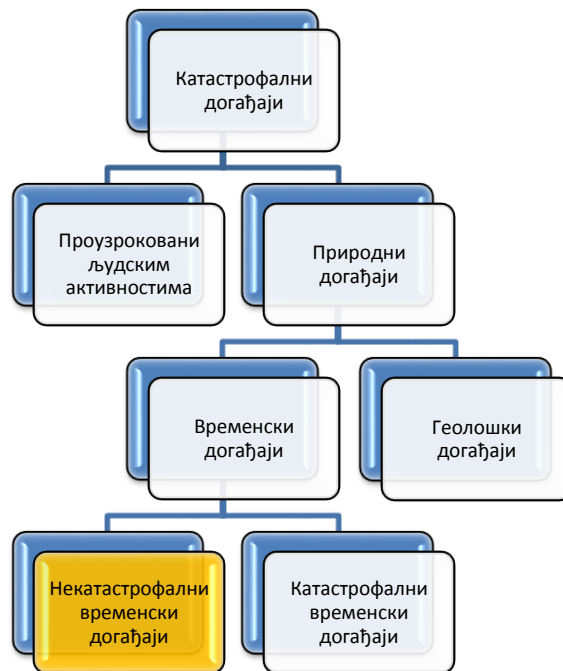 Катастрофални
догађаји
Проузроковани
људским
активностима
Природни
догађаји
Временски
догађаји
Геолошки
догађаји
Некатастрофални
временски
догађаји
Катастрофални
временски
догађаји